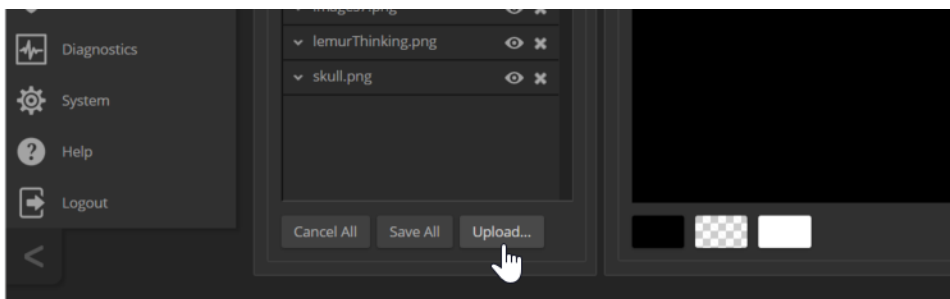 Diagnostics
System
Help
Logout
lemurThinking.png
skull.png
Cancel All
Save All
Upload...